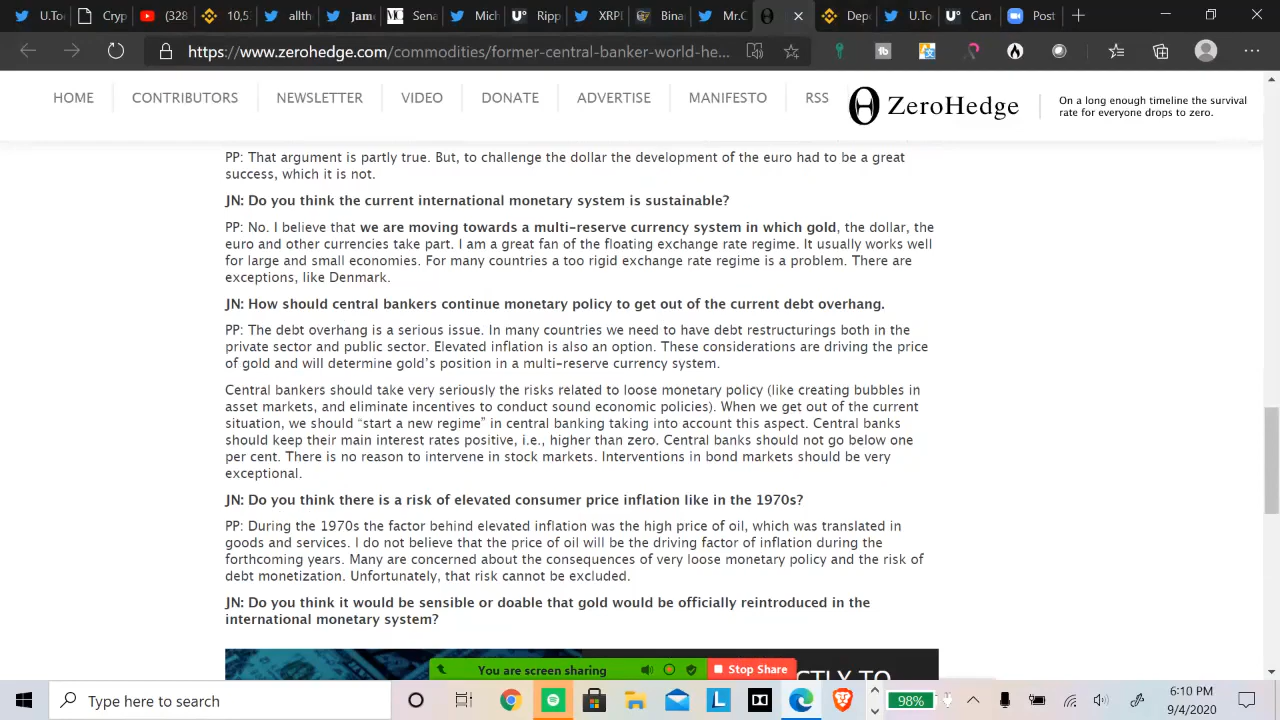 U.To
Cryp
(328
10,5
allth
Jame
Sena
Mich
Ripp
XRPI
Bina
Mr.C
Dep
U.To
Can
Post
https://www.zerohedge.com/commodities/former-central-banker-world-he...
HOME
CONTRIBUTORS
NEWSLETTER
VIDEO
DONATE
ADVERTISE
MANIFESTO
RSS
ZeroHedge
On a long enough timeline the survival
rate for everyone drops to zero.
PP: That argument is partly true. But, to challenge the dollar the development of the euro had to be a great
success, which it is not.
JN: Do you think the current international monetary system is sustainable?
PP: No. I believe that we are moving towards a multi-reserve currency system in which gold, the dollar, the
euro and other currencies take part. I am a great fan of the floating exchange rate regime. It usually works well
for large and small economies. For many countries a too rigid exchange rate regime is a problem. There are
exceptions, like Denmark.
JN: How should central bankers continue monetary policy to get out of the current debt overhang.
PP: The debt overhang is a serious issue. In many countries we need to have debt restructurings both in the
private sector and public sector. Elevated inflation is also an option. These considerations are driving the price
of gold and will determine gold's position in a multi-reserve currency system.
Central bankers should take very seriously the risks related to loose monetary policy (like creating bubbles in
asset markets, and eliminate incentives to conduct sound economic policies). When we get out of the current
situation, we should “start a new regime” in central banking taking into account this aspect. Central banks
should keep their main interest rates positive, i.e., higher than zero. Central banks should not go below one
per cent. There is no reason to intervene in stock markets. Interventions in bond markets should be very
exceptional.
JN: Do you think there is a risk of elevated consumer price inflation like in the 1970s?
PP: During the 1970s the factor behind elevated inflation was the high price of oil, which was translated in
goods and services. I do not believe that the price of oil will be the driving factor of inflation during the
forthcoming years. Many are concerned about the consequences of very loose monetary policy and the risk of
debt monetization. Unfortunately, that risk cannot be excluded.
JN: Do you think it would be sensible or doable that gold would be officially reintroduced in the
international monetary system?
You are screen sharing
Stop Share
Type here to search
98%
6:10 PM
9/4/2020